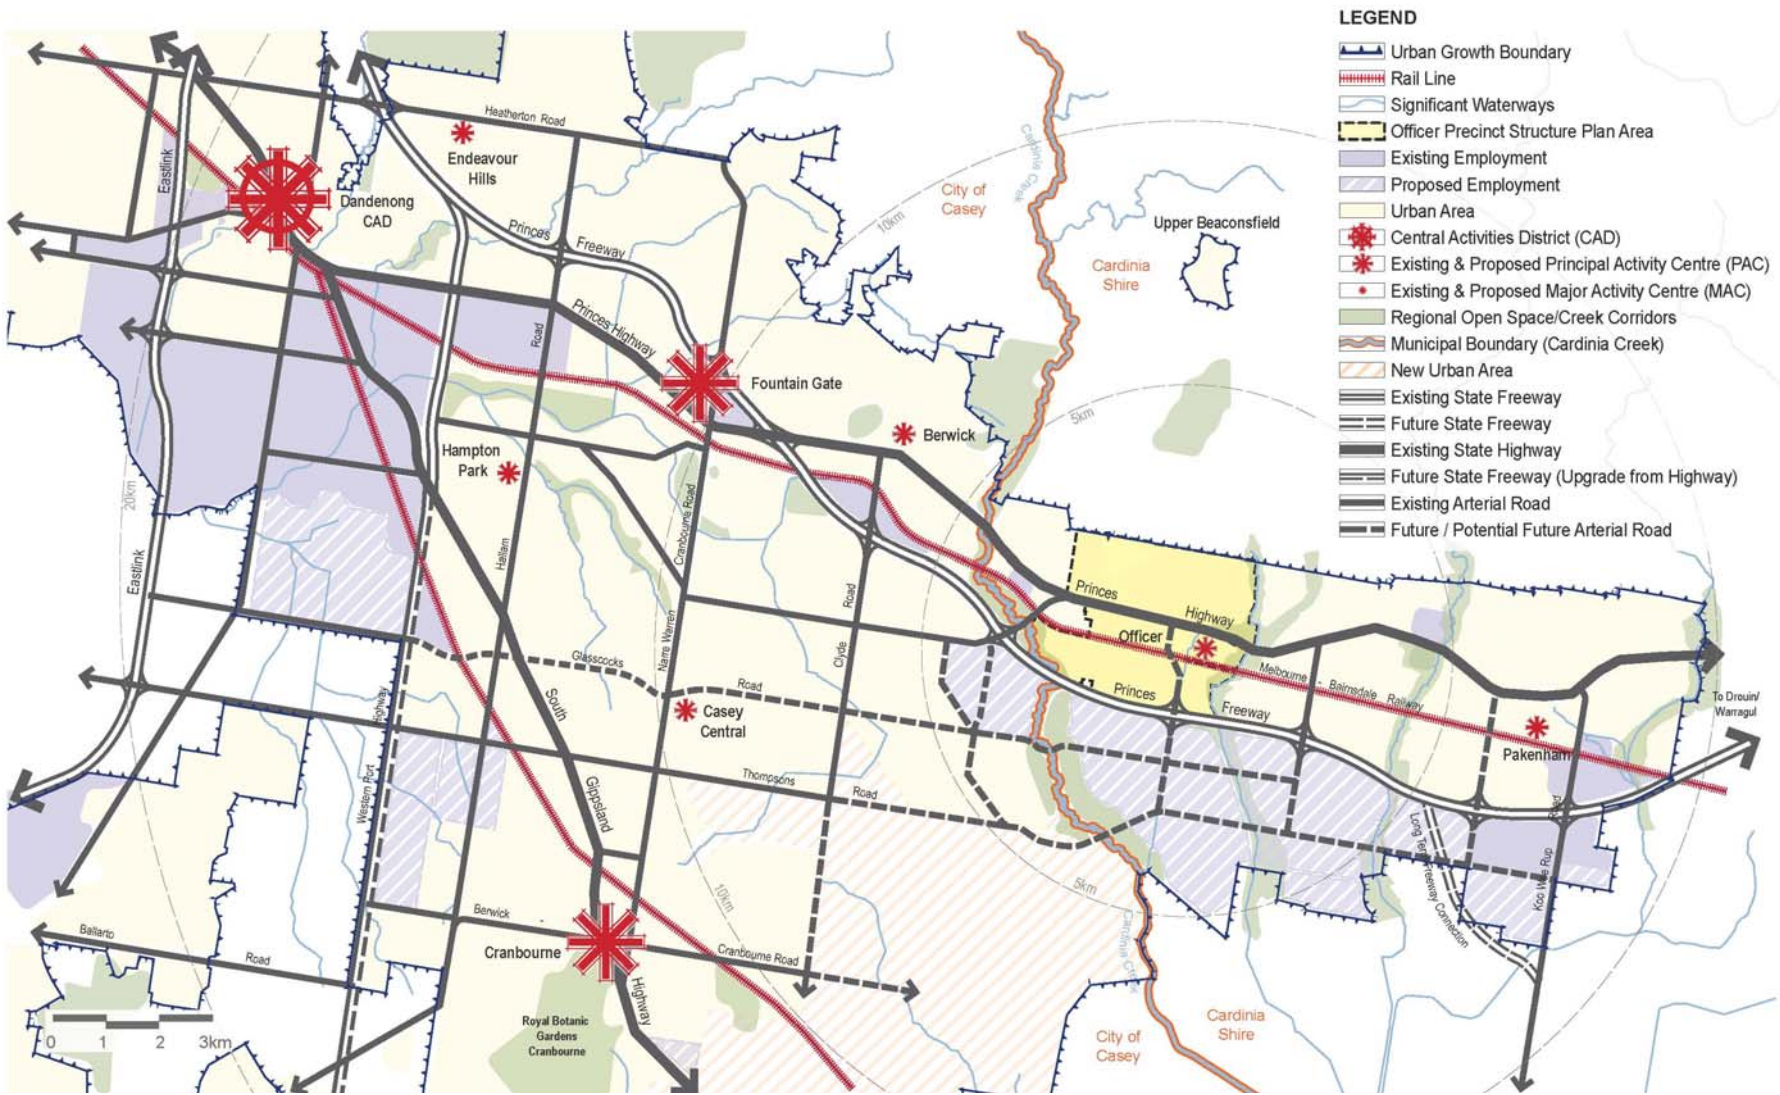 LEGEND
Urban Growth Boundary
Rail Line
Significant Waterways
Officer Precinct Structure Plan Area
Existing Employment
Proposed Employment
Urban Area
Central Activities District (CAD)
Existing & Proposed Principal Activity Centre (PAC)
Existing & Proposed Major Activity Centre (MAC)
Regional Open Space/Creek Corridors
Municipal Boundary (Cardinia Creek)
New Urban Area
Existing State Freeway
Future State Freeway
Existing State Highway
Future State Freeway (Upgrade from Highway)
Existing Arterial Road
Future / Potential Future Arterial Road
Heatherton Road
Endeavour
Hills
Eastlink
Dandenong
CAD
Princes
Freeway
City of
Casey
10km
Cardinia Creek
Upper Beaconsfield
Cardinia
Shire
Princes Highway
Road
Fountain Gate
Berwick
5km
Hampton
Park
20km
Eastlink
Hallam
Cranbourne Road
Narre Warren
Road
Clyde
Princes
Highway
Officer
Melbourne - Bairnsdale Railway
Princes
Freeway
To Drouin/
Warragul
Pakenham
Glasscocks
Road
Casey
Central
South
Gippsland
Highway
Western Port
Highway
Thompsons
Road
Road
Koo Wee Rup
Long Term Freeway Connection
5km
10km
Cardinia Creek
Berwick
Cranbourne Road
Cranbourne
Ballarto
Road
Royal Botanic
Gardens
Cranbourne
0 1 2 3km
City of
Casey
Cardinia
Shire